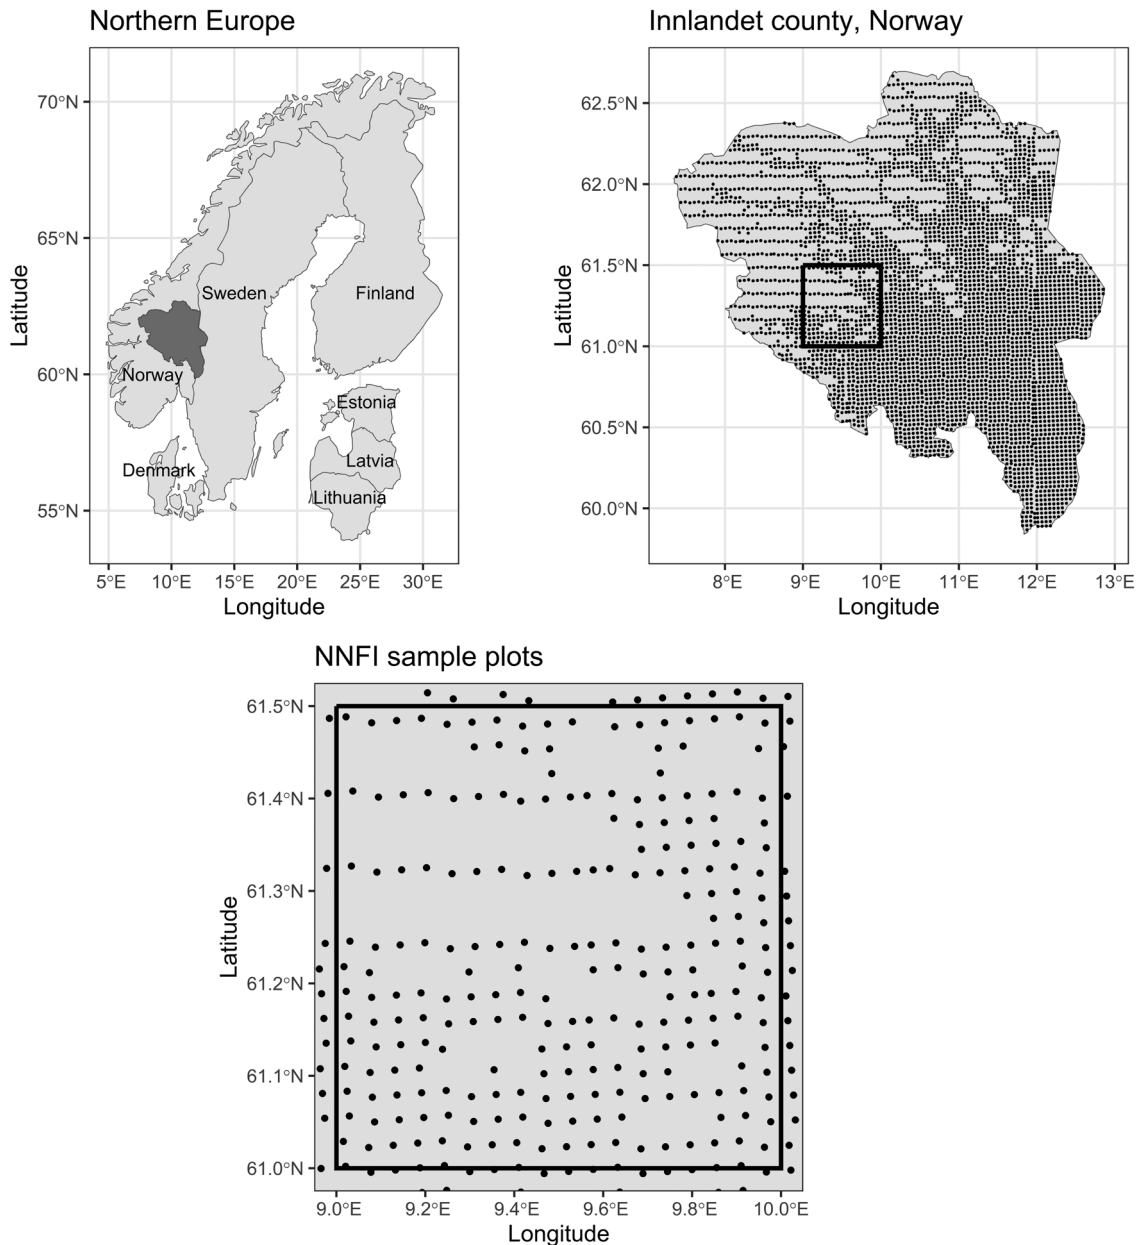 Northern Europe
70°N
65°N
60°N
55°N
Latitude
Sweden
Finland
Norway
Estonia
Denmark
Latvia
Lithuania
5°E 10°E 15°E 20°E 25°E 30°E
Longitude
Innlandet county, Norway
62.5°N
62.0°N
61.5°N
61.0°N
60.5°N
60.0°N
Latitude
8°E 9°E 10°E 11°E 12°E 13°E
Longitude
NNFI sample plots
61.5°N
61.4°N
61.3°N
61.2°N
61.1°N
61.0°N
Latitude
9.0°E 9.2°E 9.4°E 9.6°E 9.8°E 10.0°E
Longitude